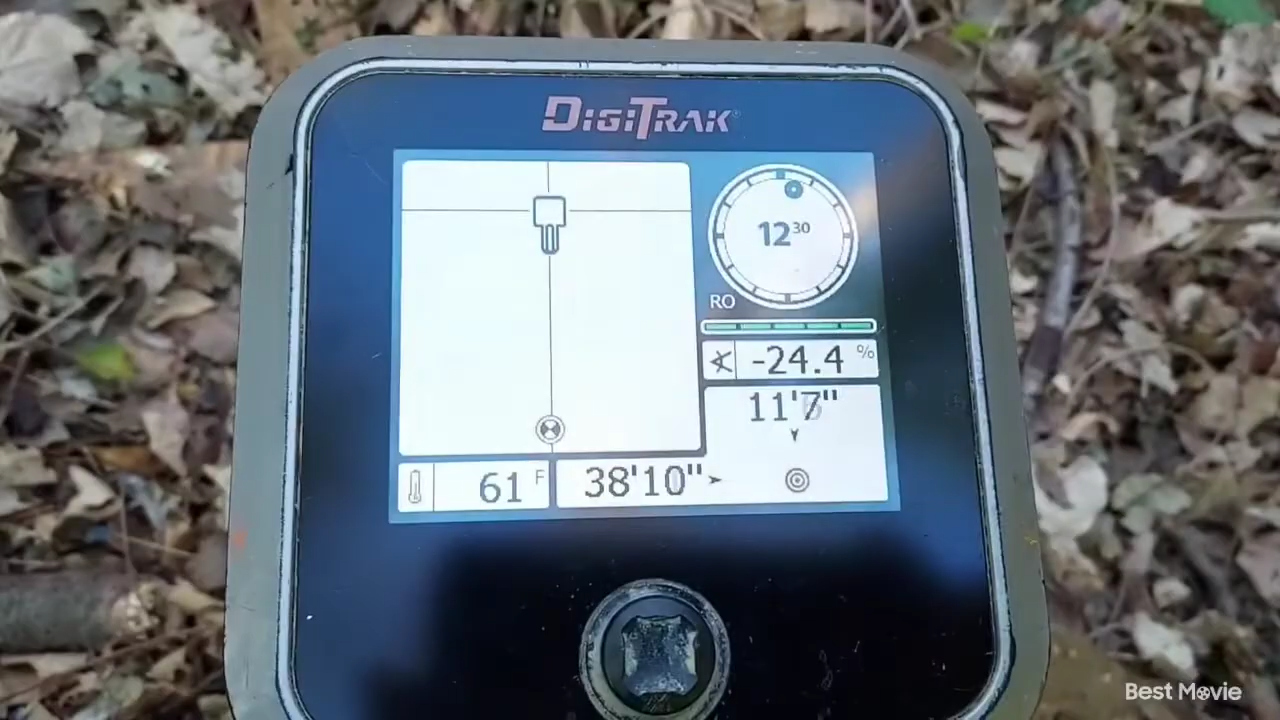 DIGITRAK
12³⁰
RO
-24.4 %
11'7"
61 F
38'10"
Best Movie